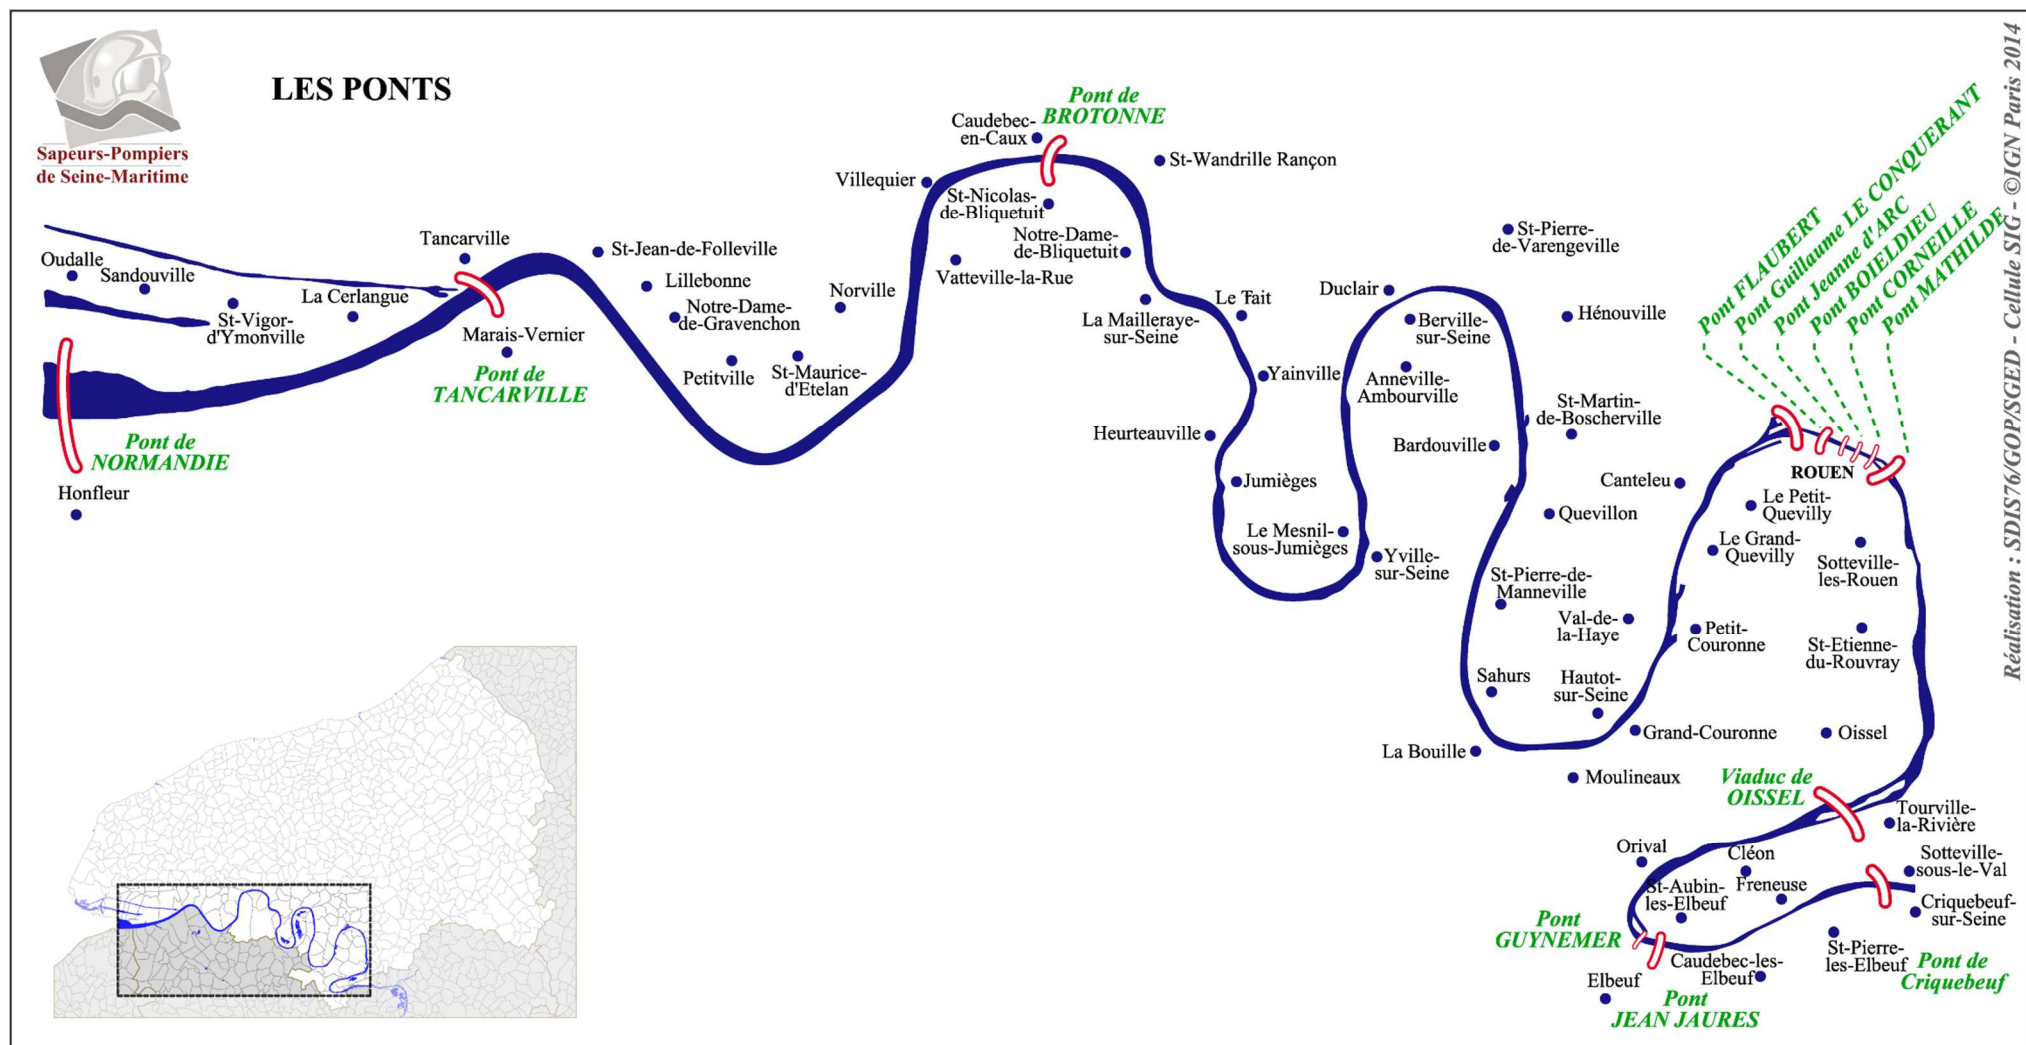 LES PONTS
Sapeurs-Pompiers
de Seine-Maritime
Réalisation : SDIS76/GOP/SGED - Cellule SIG - ©IGN Paris 2014
Oudalle
Sandouville
St-Vigor-
d'Ymonville
La Cerlangue
Tancarville
Marais-Vernier
Pont de
TANCARVILLE
Pont de
NORMANDIE
Honfleur
St-Jean-de-Folleville
Lillebonne
Notre-Dame-
de-Gravenchon
Petitville
St-Maurice-
d'Etelan
Norville
Villequier
Caudebec-
en-Caux
Pont de
BROTONNE
St-Wandrille Rançon
St-Nicolas-
de-Bliquetuit
Notre-Dame-
de-Bliquetuit
Vatteville-la-Rue
La Mailleraye-
sur-Seine
Le Tait
Yainville
Heurteauville
Jumièges
Le Mesnil-
sous-Jumièges
Yville-
sur-Seine
Duclair
Berville-
sur-Seine
Anneville-
Ambourville
Bardouville
St-Pierre-
de-Varengeville
Hénouville
St-Martin-
de-Boscherville
Canteleu
Quevillon
St-Pierre-de-
Manneville
Val-de-
la-Haye
Sahurs
Hautot-
sur-Seine
La Bouille
Moulineaux
Grand-Couronne
Petit-
Couronne
Le Grand-
Quevilly
Le Petit-
Quevilly
ROUEN
Pont FLAUBERT
Pont Guillaume LE CONQUERANT
Pont Jeanne d'ARC
Pont BOIELDIEU
Pont CORNEILLE
Pont MATHILDE
Sotteville-
les-Rouen
St-Etienne-
du-Rouvray
Oissel
Viaduc de
OISSEL
Tourville-
la-Rivière
Sotteville-
sous-le-Val
Criquebeuf-
sur-Seine
Orival
Cléon
Freneuse
St-Aubin-
les-Elbeuf
Pont
GUYNEMER
Elbeuf
Caudebec-les-
Elbeuf
St-Pierre-
les-Elbeuf
Pont de
Criquebeuf
Pont
JEAN JAURES